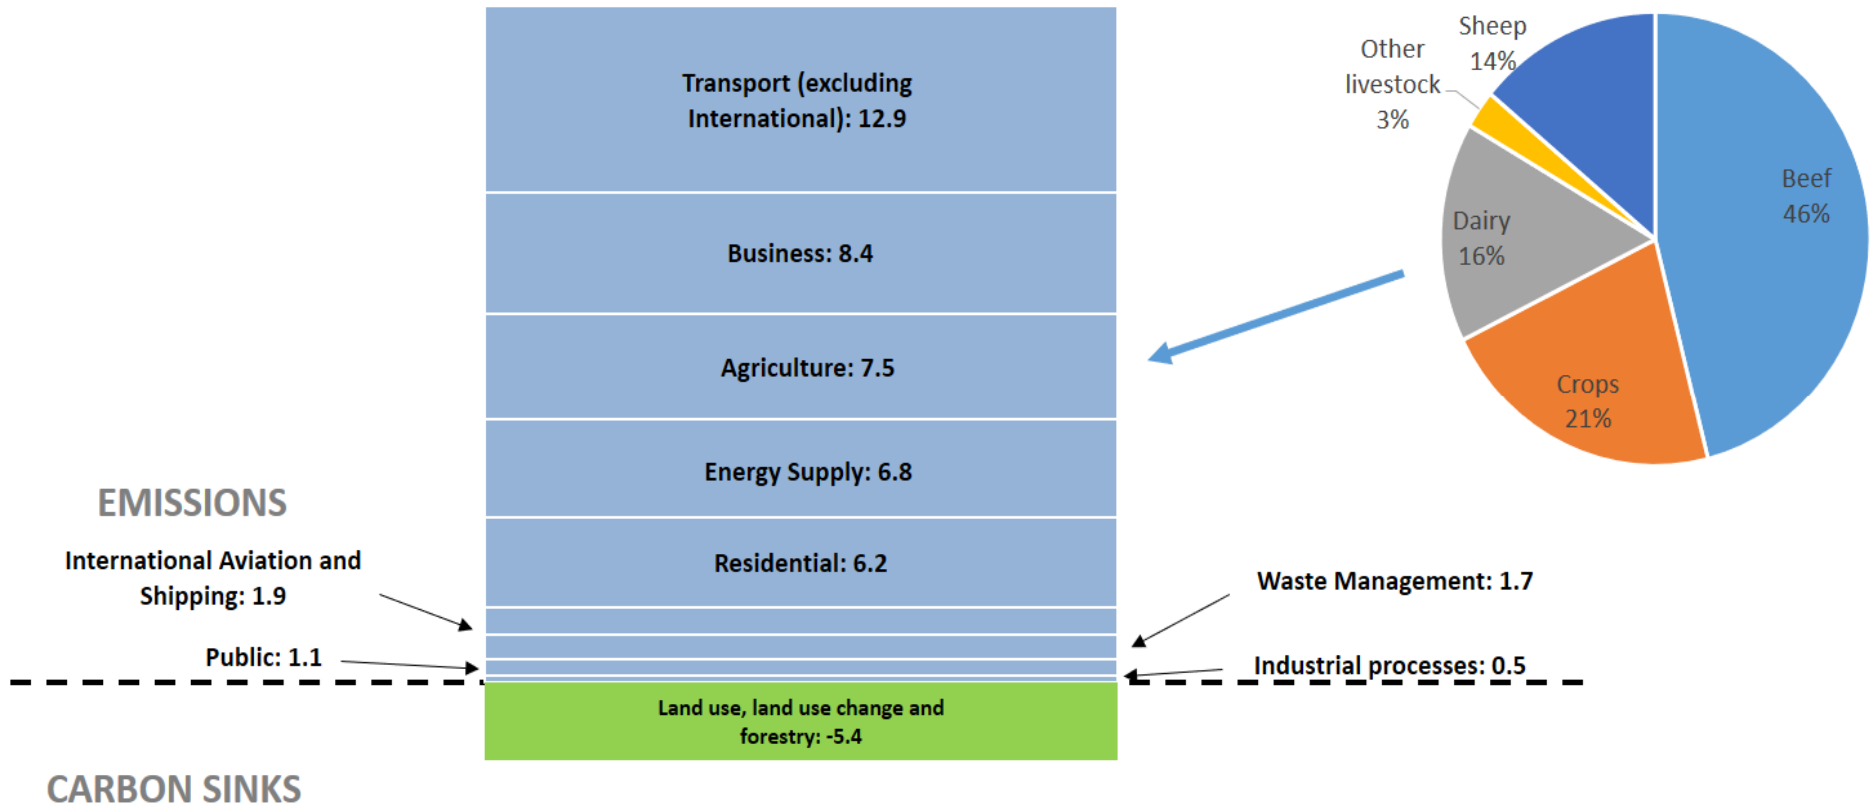 Transport (excluding
International): 12.9
Business: 8.4
Agriculture: 7.5
Energy Supply: 6.8
Residential: 6.2
EMISSIONS
International Aviation and
Shipping: 1.9
Public: 1.1
Waste Management: 1.7
Industrial processes: 0.5
Land use, land use change and
forestry: -5.4
CARBON SINKS
Sheep
14%
Other
livestock
3%
Beef
46%
Dairy
16%
Crops
21%